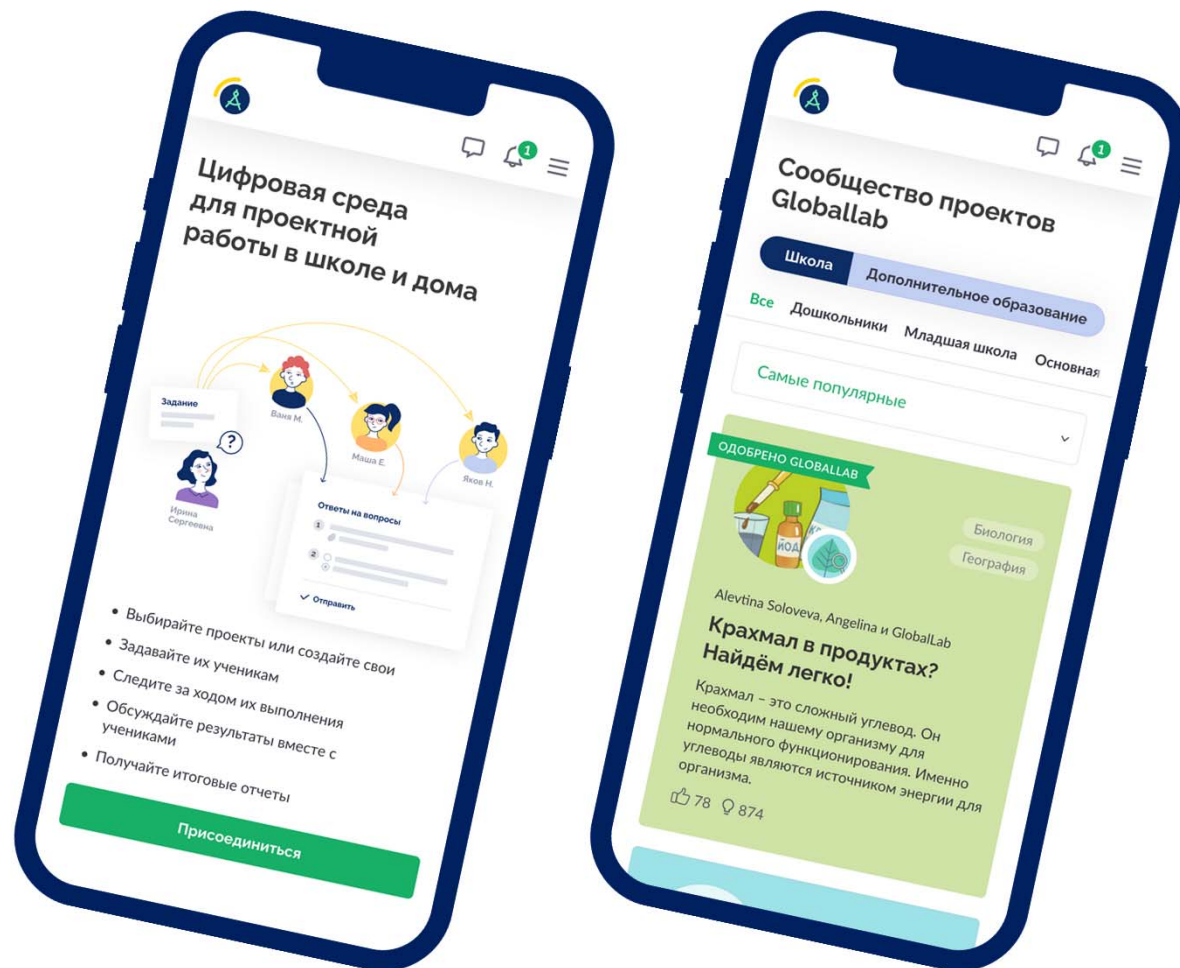 1
Цифровая среда
для проектной
работы в школе и дома
Задание
Ваня М.
Маша Е.
Яков Н.
?
Ирина
Сергеевна
Ответы на вопросы
1
2
Отправить
Выбирайте проекты или создайте свои
Задавайте их ученикам
Следите за ходом их выполнения
Обсуждайте результаты вместе с
учениками
Получайте итоговые отчеты
Присоединиться
1
Сообщество проектов
Globallab
Школа
Дополнительное образование
Все Дошкольники Младшая школа Основная
Самые популярные
ОДОБРЕНО GLOBALLAB
ЙОД
Биология
География
Alevtina Soloveva, Angelina и GlobalLab
Крахмал в продуктах?
Найдём легко!
Крахмал – это сложный углевод. Он
необходим нашему организму для
нормального функционирования. Именно
углеводы являются источником энергии для
организма.
78 874